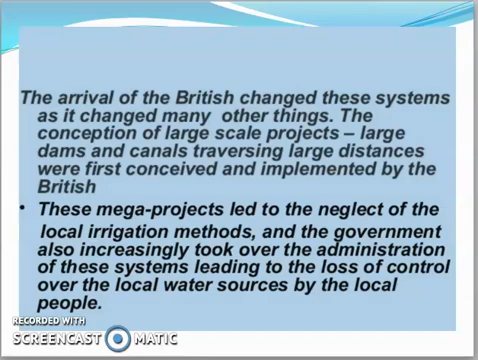 The arrival of the British changed these systems
as it changed many other things. The
conception of large scale projects – large
dams and canals traversing large distances
were first conceived and implemented by the
British
• These mega-projects led to the neglect of the
local irrigation methods, and the government
also increasingly took over the administration
of these systems leading to the loss of control
over the local water sources by the local
people.
RECORDED WITH
SCREENCAST MATIC